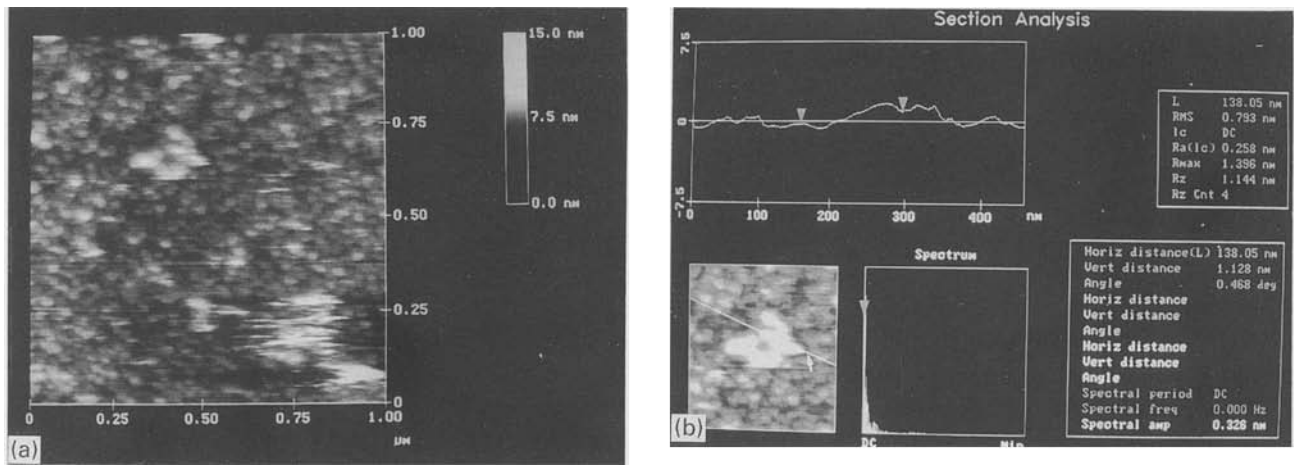 15.0 nm
7.5 nm
0.0 nm
1.00
0.75
0.50
0.25
0
0 0.25 0.50 0.75 1.00
μm
(a)
Section Analysis
7.5
0
-7.5
0 100 200 300 400
nm
L 138.05 nm
RMS 0.793 nm
lc DC
Ra(lc) 0.258 nm
Rmax 1.396 nm
Rz 1.144 nm
Rz Cnt 4
Spectrum
DC Min
Horiz distance(L) 138.05 nm
Vert distance 1.128 nm
Angle 0.468 deg
Horiz distance
Vert distance
Angle
Horiz distance
Vert distance
Angle
Spectral period DC
Spectral freq 0.000 Hz
Spectral amp 0.326 nm
(b)